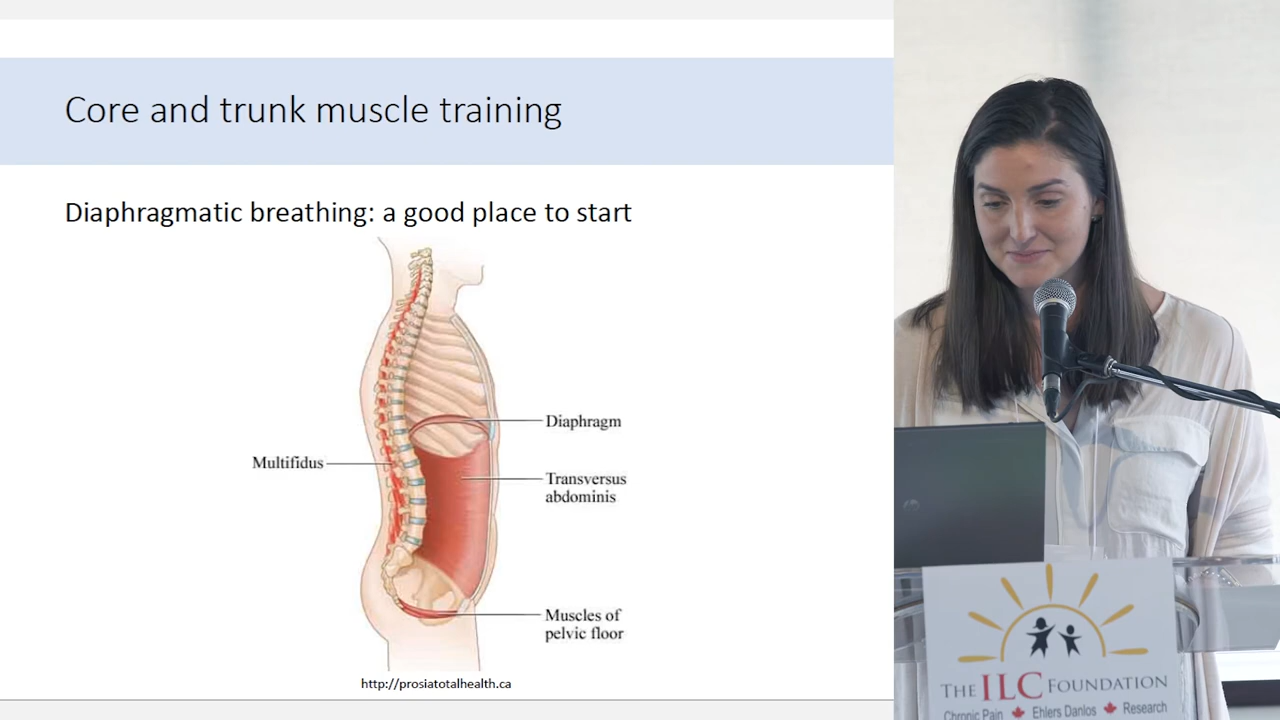 Core and trunk muscle training
Diaphragmatic breathing: a good place to start
Diaphragm
Multifidus
Transversus
abdominis
Muscles of
pelvic floor
http://prosiatotalhealth.ca
THE ILC FOUNDATION
Chronic Pain Ehlers Danlos Research